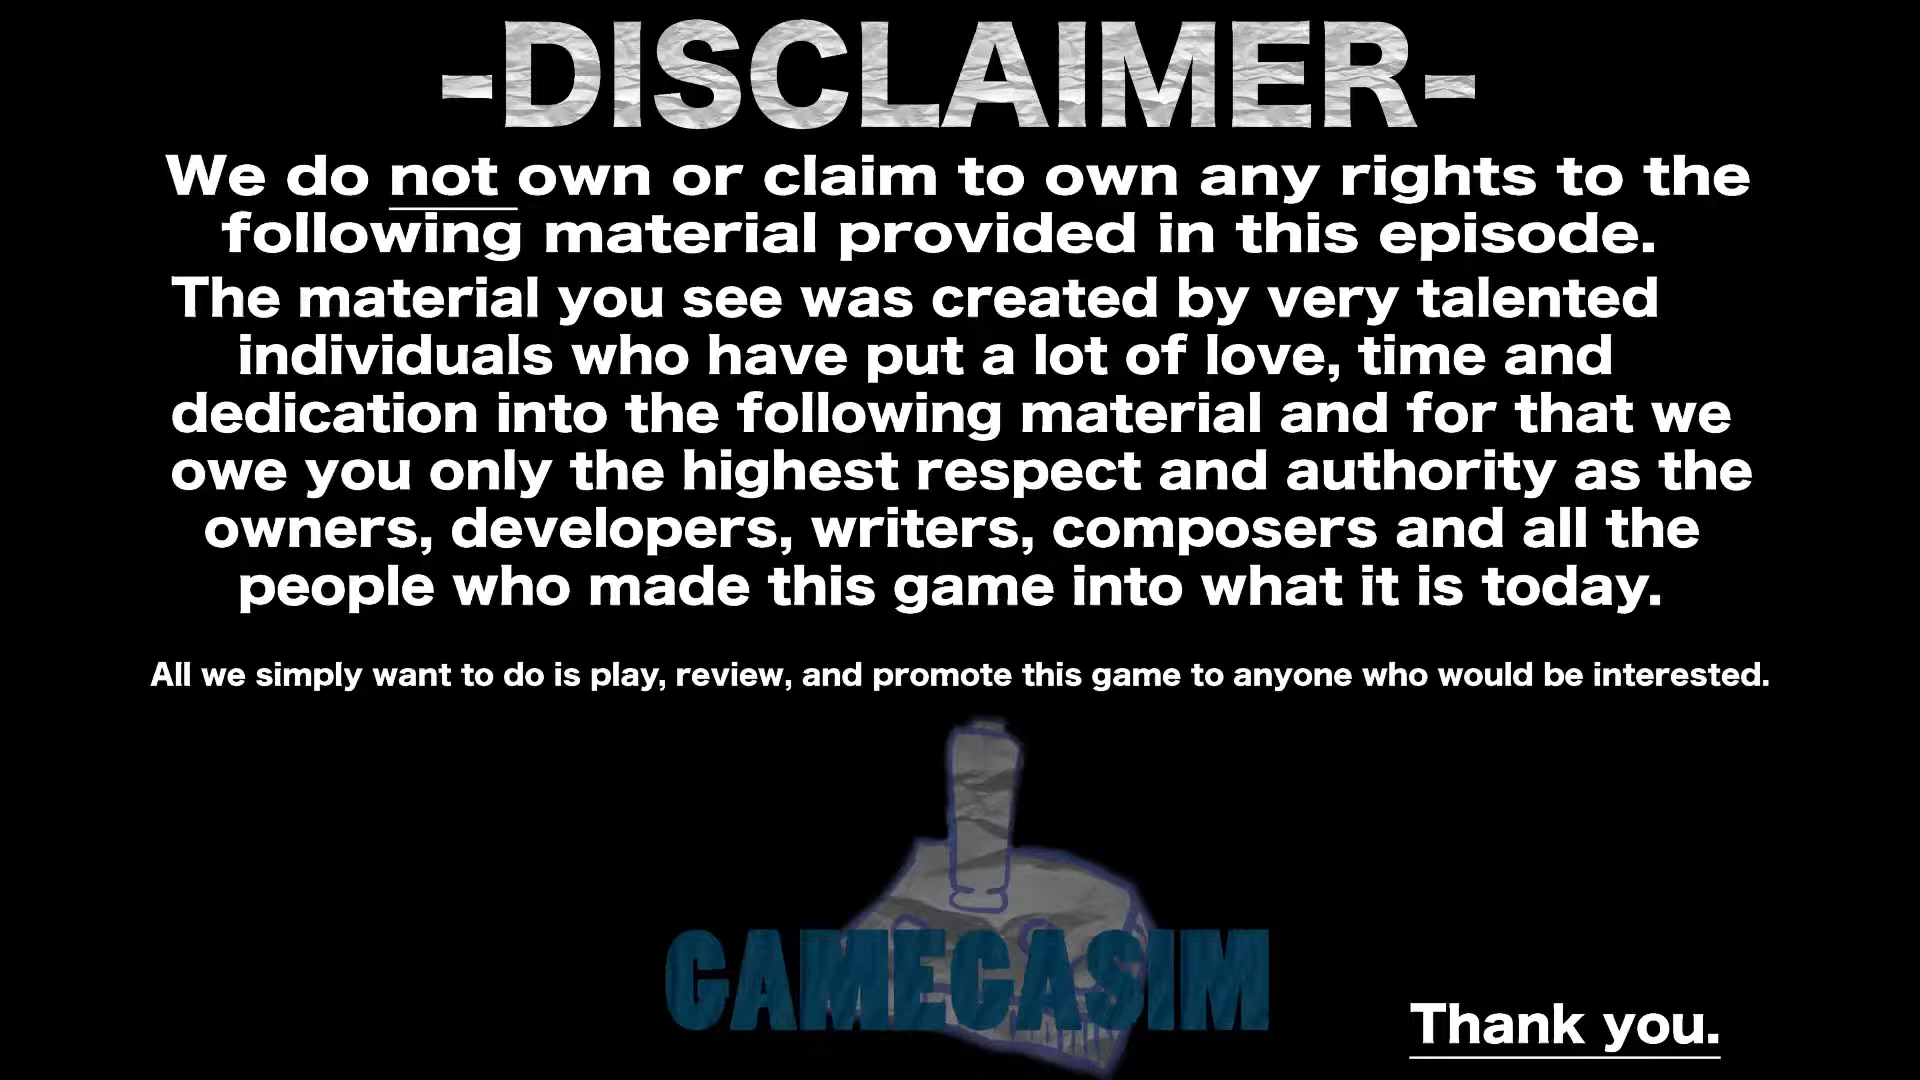 -DISCLAIMER-
We do not own or claim to own any rights to the
following material provided in this episode.
The material you see was created by very talented
individuals who have put a lot of love, time and
dedication into the following material and for that we
owe you only the highest respect and authority as the
owners, developers, writers, composers and all the
people who made this game into what it is today.
All we simply want to do is play, review, and promote this game to anyone who would be interested.
GAMECASIM
Thank you.